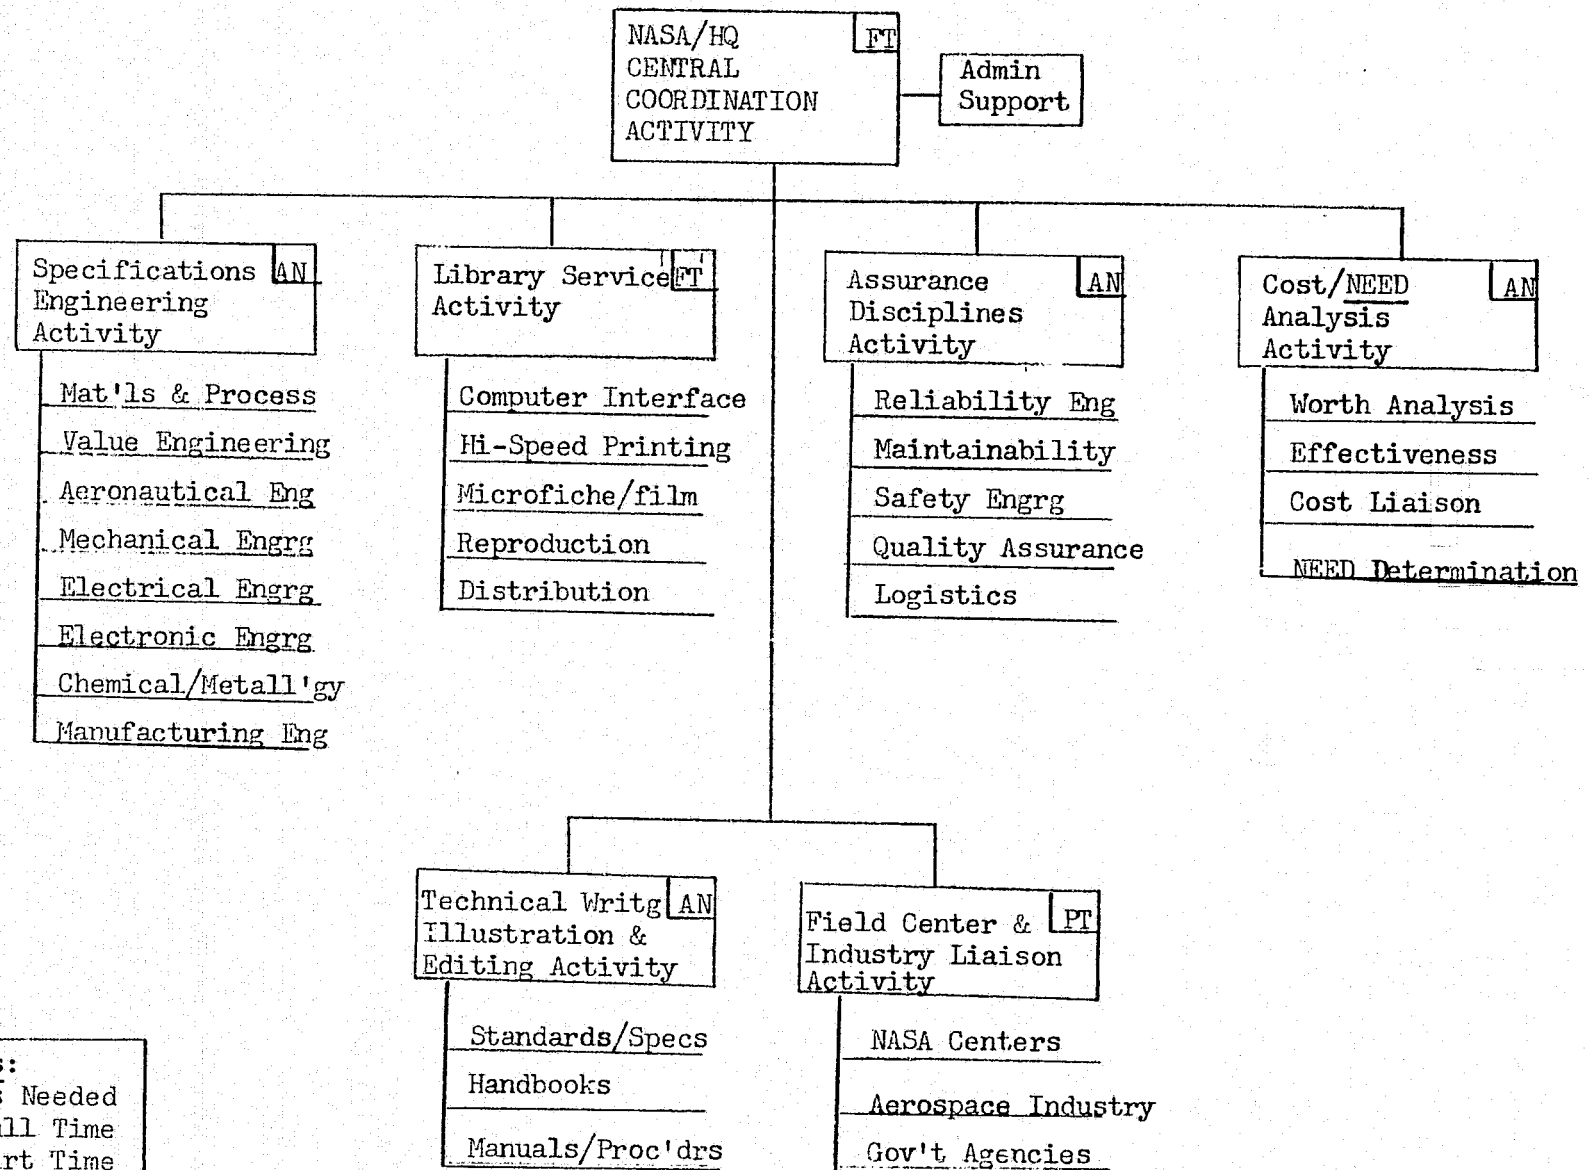 NASA/HQ FT
CENTRAL
COORDINATION
ACTIVITY
Admin
Support
Specifications AN
Engineering
Activity
Mat'ls & Process
Value Engineering
Aeronautical Eng
Mechanical Engrg
Electrical Engrg
Electronic Engrg
Chemical/Metall'gy
Manufacturing Eng
Library Service FT
Activity
Computer Interface
Hi-Speed Printing
Microfiche/film
Reproduction
Distribution
Assurance AN
Disciplines
Activity
Reliability Eng
Maintainability
Safety Engrg
Quality Assurance
Logistics
Cost/NEED AN
Analysis
Activity
Worth Analysis
Effectiveness
Cost Liaison
NEED Determination
Technical Writg AN
Illustration &
Editing Activity
Standards/Specs
Handbooks
Manuals/Proc'drs
Field Center & PT
Industry Liaison
Activity
NASA Centers
Aerospace Industry
Gov't Agencies
Needed
Time
Time